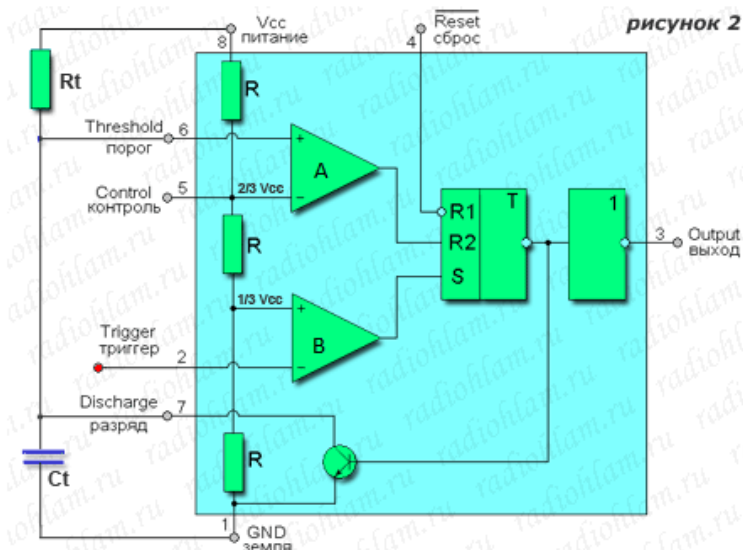 рисунок 2
Vcc
питание
8
Reset
сброс
4
Rt
R
Threshold
порог
6
+
A
Control
контроль
5
2/3 Vcc
−
R1
T
1
R2
S
3
Output
выход
R
1/3 Vcc
+
B
Trigger
триггер
2
−
Discharge
разряд
7
R
Ct
1
GND
земля
radiohlam.ru